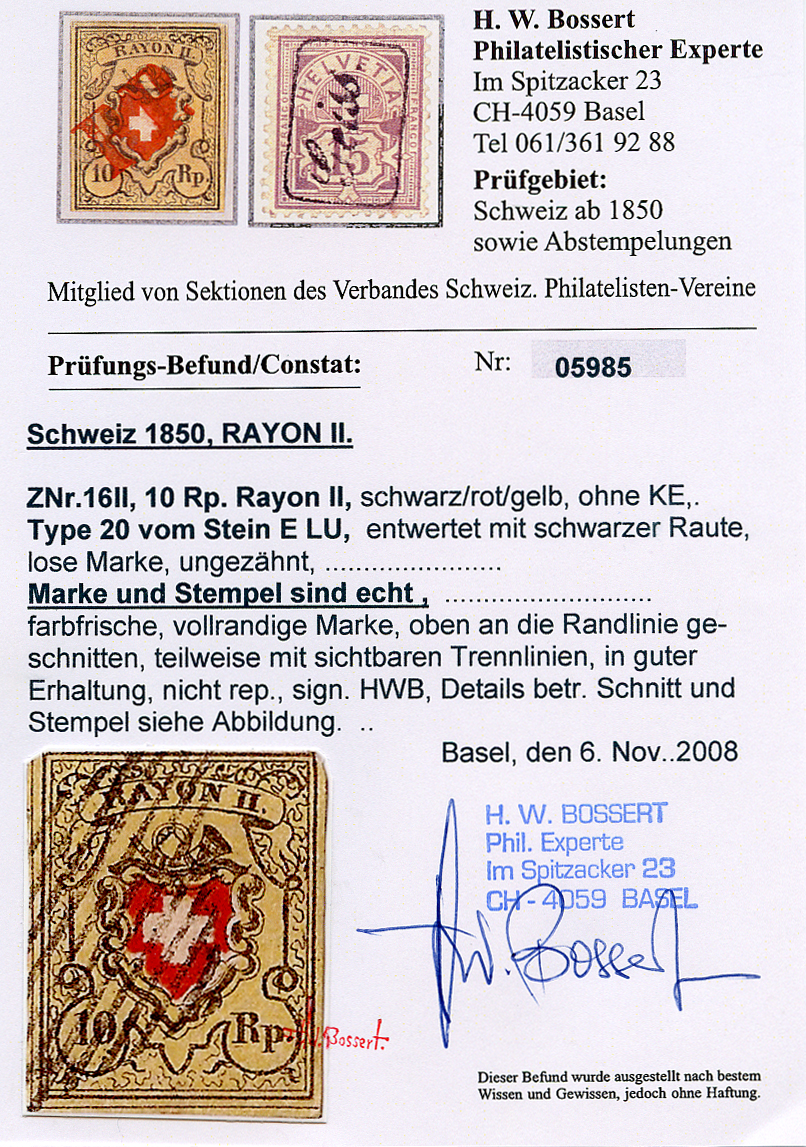 RAYON II.
10 Rp.
HELVETIA
FRANCO
15
H. W. Bossert
Philatelistischer Experte
Im Spitzacker 23
CH-4059 Basel
Tel 061/361 92 88
Prüfgebiet:
Schweiz ab 1850
sowie Abstempelungen
Mitglied von Sektionen des Verbandes Schweiz. Philatelisten-Vereine
Prüfungs-Befund/Constat:
Nr: 05985
Schweiz 1850, RAYON II.
ZNr.16II, 10 Rp. Rayon II, schwarz/rot/gelb, ohne KE,.
Type 20 vom Stein E LU, entwertet mit schwarzer Raute,
lose Marke, ungezähnt, .......................
Marke und Stempel sind echt , ...........................
farbfrische, vollrandige Marke, oben an die Randlinie ge-
schnitten, teilweise mit sichtbaren Trennlinien, in guter
Erhaltung, nicht rep., sign. HWB, Details betr. Schnitt und
Stempel siehe Abbildung. ..
Basel, den 6. Nov..2008
RAYON II.
10 Rp.
H.W.Bossert.
H. W. BOSSERT
Phil. Experte
Im Spitzacker 23
CH - 4059 BASEL
HW. Bossert
Dieser Befund wurde ausgestellt nach bestem
Wissen und Gewissen, jedoch ohne Haftung.